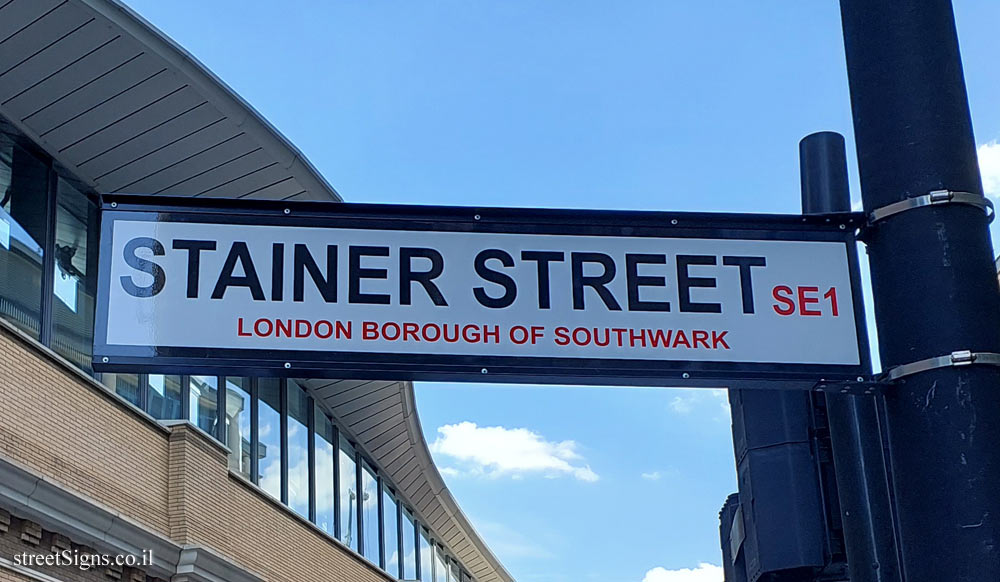 STAINER STREET SE1
LONDON BOROUGH OF SOUTHWARK
streetSigns.co.il